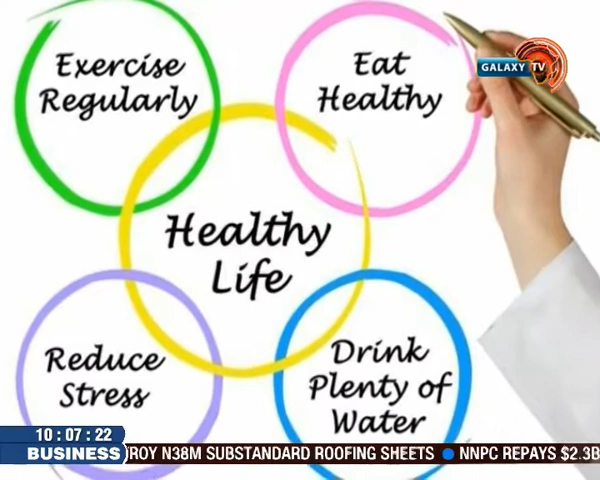 Exercise
Regularly
Eat
Healthy
GALAXY TV
Healthy
Life
Reduce
Stress
Drink
Plenty of
Water
10:07:22
BUSINESS
ROY N38M SUBSTANDARD ROOFING SHEETS
NNPC REPAYS $2.3B